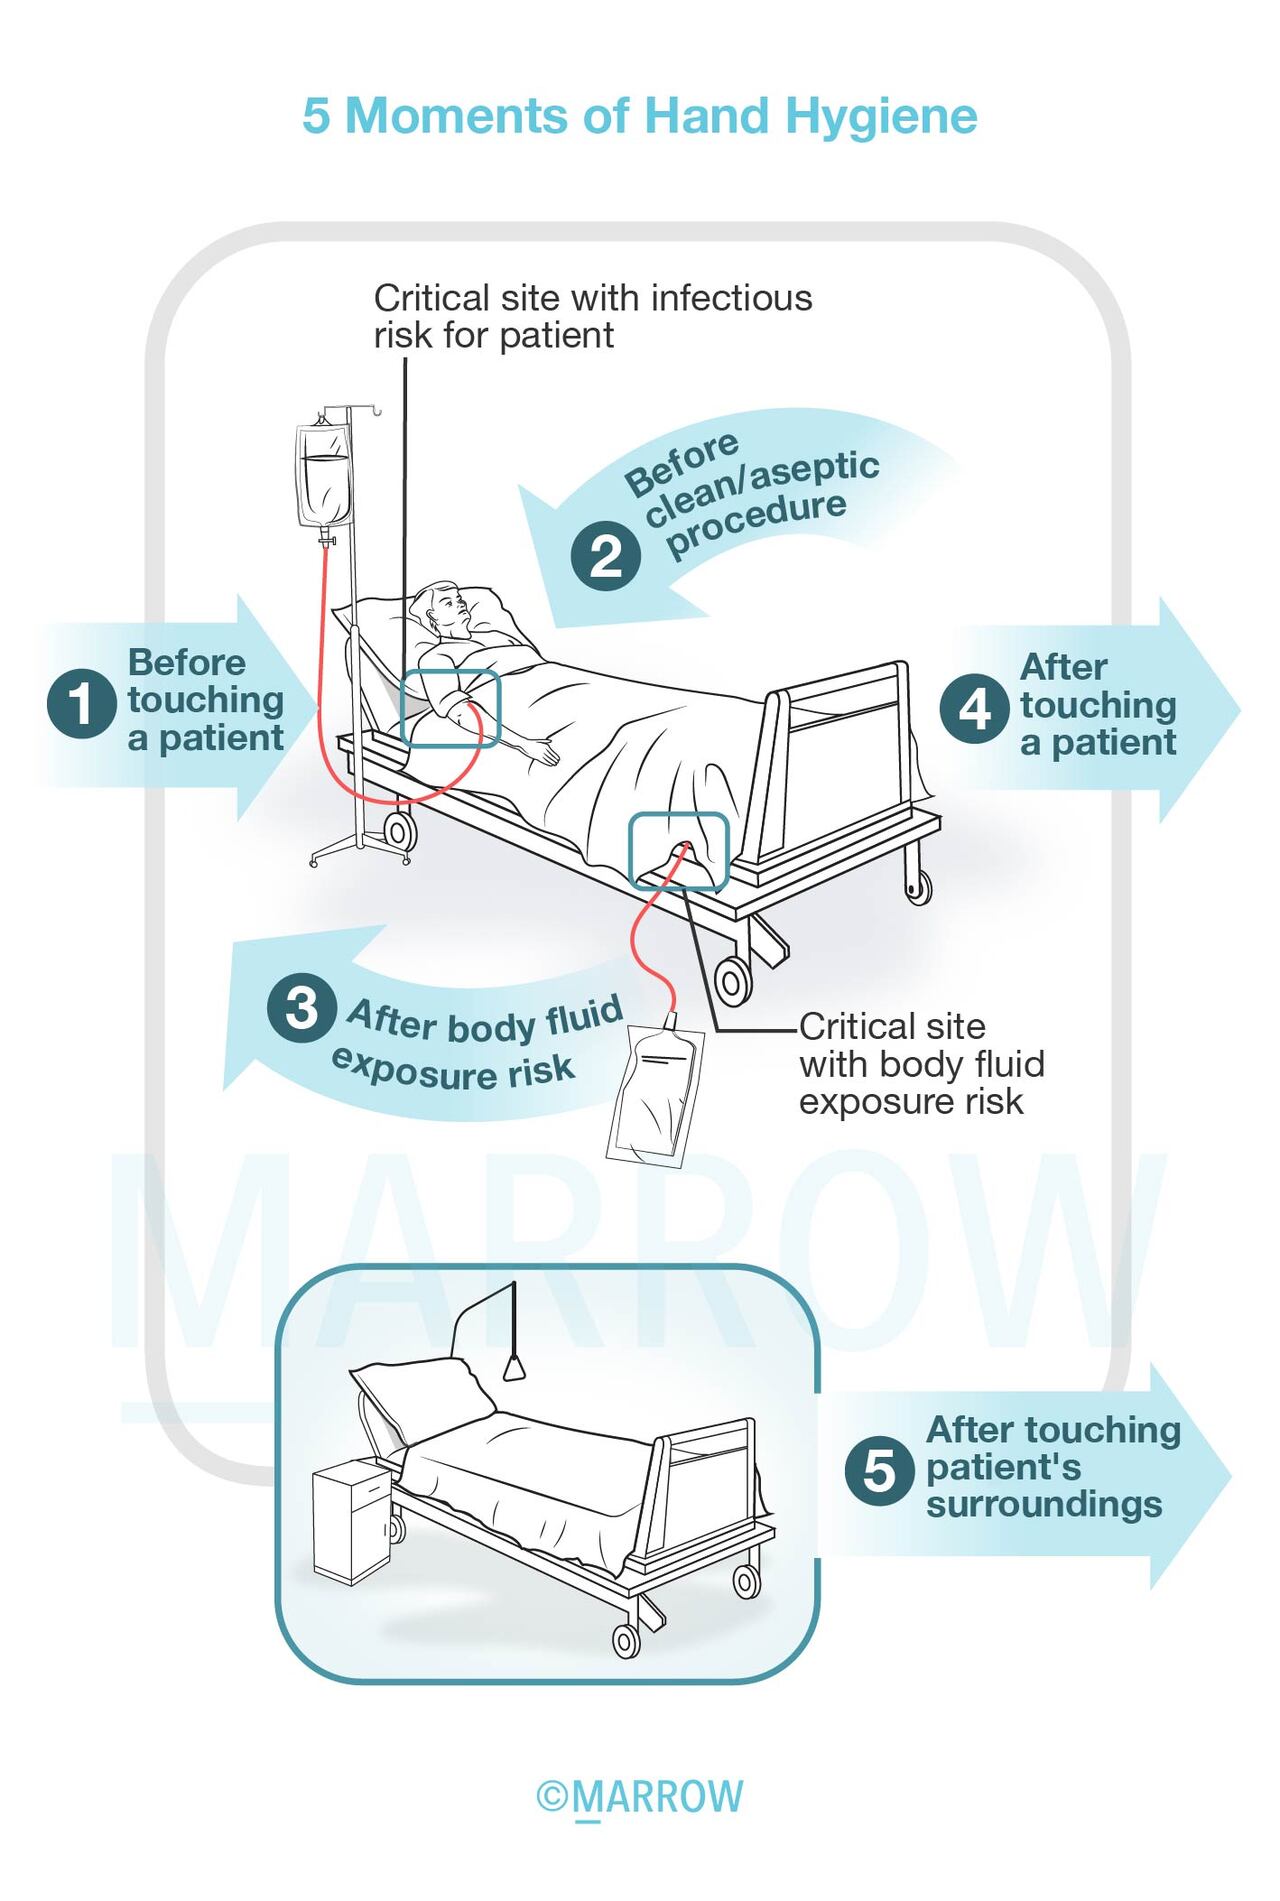 5 Moments of Hand Hygiene
Critical site with infectious
risk for patient
2
Before
clean/aseptic
procedure
1
Before
touching
a patient
4
After
touching
a patient
3
After body fluid
exposure risk
Critical site
with body fluid
exposure risk
MARROW
5
After touching
patient's
surroundings
©MARROW